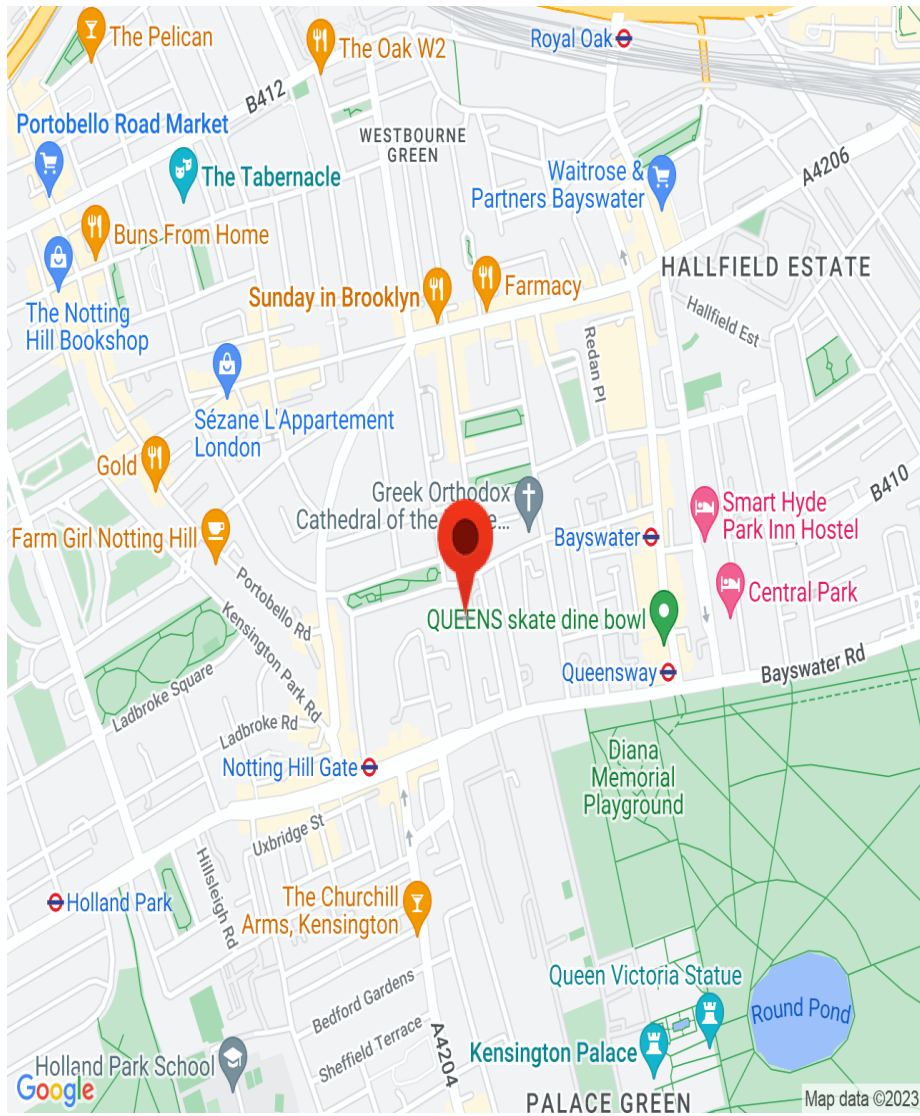 The Pelican
The Oak W2
Royal Oak
B412
Portobello Road Market
WESTBOURNE
GREEN
The Tabernacle
Waitrose &
Partners Bayswater
A4206
Buns From Home
HALLFIELD ESTATE
Sunday in Brooklyn
Farmacy
The Notting
Hill Bookshop
Hallfield Est
Redan Pl
Sézane L'Appartement
London
Gold
Greek Orthodox
Cathedral of the
B410
Smart Hyde
Park Inn Hostel
Farm Girl Notting Hill
Bayswater
Portobello Rd
Central Park
Kensington Park Rd
QUEENS skate dine bowl
Queensway
Bayswater Rd
Ladbroke Square
Ladbroke Rd
Notting Hill Gate
Diana
Memorial
Playground
Uxbridge St
Hillsleigh Rd
Holland Park
The Churchill
Arms, Kensington
Bedford Gardens
Queen Victoria Statue
Round Pond
Sheffield Terrace
A4204
Kensington Palace
Holland Park School
Google
PALACE GREEN
Map data ©2023